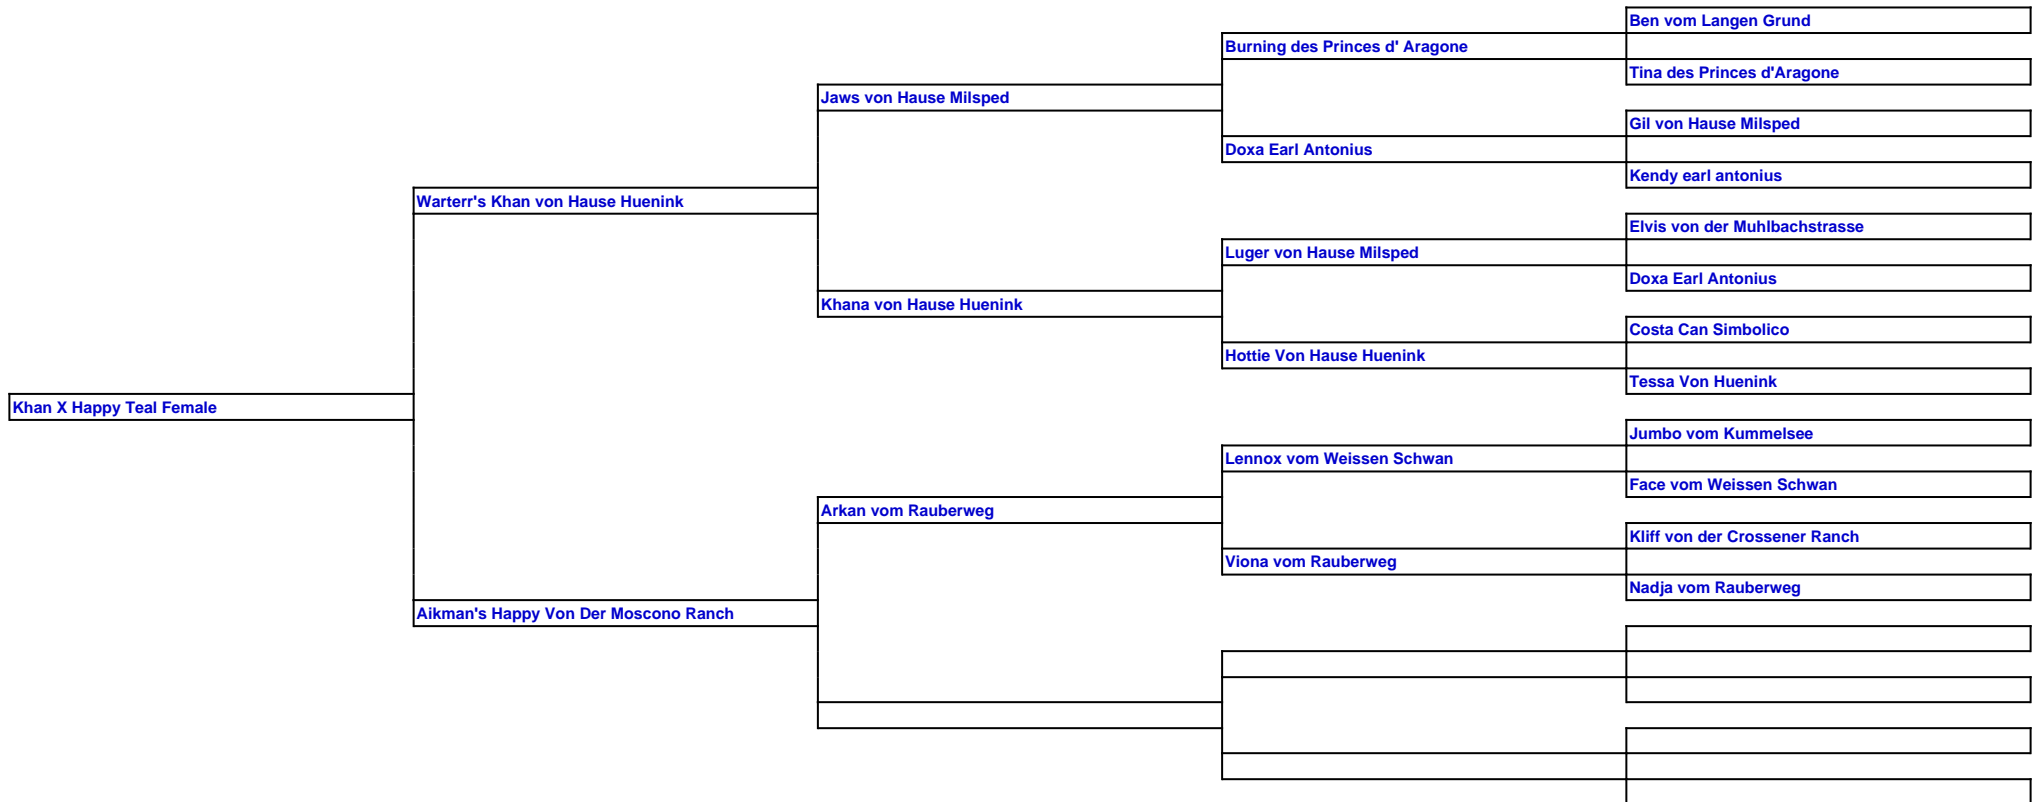 Ben vom Langen Grund
Burning des Princes d' Aragone
Tina des Princes d'Aragone
Jaws von Hause Milsped
Gil von Hause Milsped
Doxa Earl Antonius
Kendy earl antonius
Warterr's Khan von Hause Huenink
Elvis von der Muhlbachstrasse
Luger von Hause Milsped
Doxa Earl Antonius
Khana von Hause Huenink
Costa Can Simbolico
Hottie Von Hause Huenink
Tessa Von Huenink
Khan X Happy Teal Female
Jumbo vom Kummelsee
Lennox vom Weissen Schwan
Face vom Weissen Schwan
Arkan vom Rauberweg
Kliff von der Crossener Ranch
Viona vom Rauberweg
Nadja vom Rauberweg
Aikman's Happy Von Der Moscono Ranch